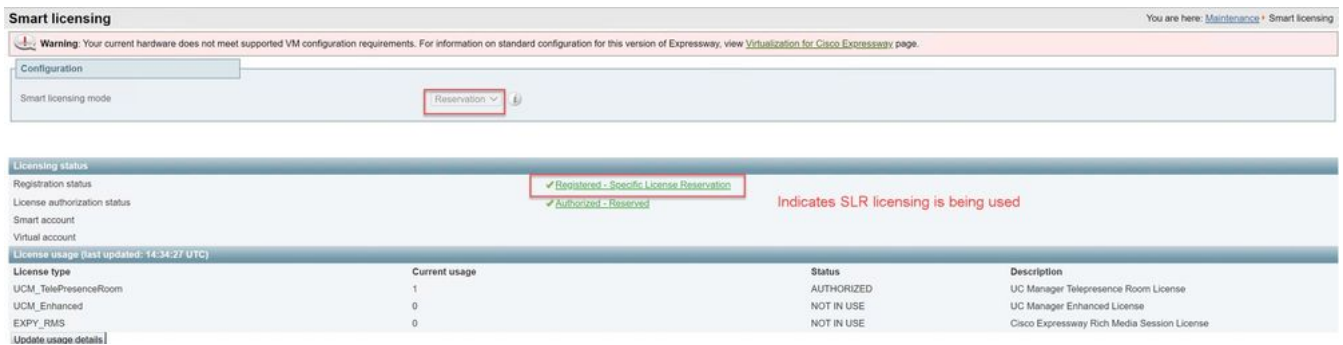 Smart licensing
You are here: Maintenance Smart licensing
Warning: Your current hardware does not meet supported VM configuration requirements. For information on standard configuration for this version of Expressway, view Virtualization for Cisco Expressway page.
Configuration
Smart licensing mode Reservation
Licensing status
Registration status ✔Registered - Specific License Reservation
License authorization status ✔Authorized - Reserved Indicates SLR licensing is being used
Smart account
Virtual account
License usage (last updated: 14:34:27 UTC)
License type Current usage Status Description
UCM_TelePresenceRoom 1 AUTHORIZED UC Manager Telepresence Room License
UCM_Enhanced 0 NOT IN USE UC Manager Enhanced License
EXPY_RMS 0 NOT IN USE Cisco Expressway Rich Media Session License
Update usage details